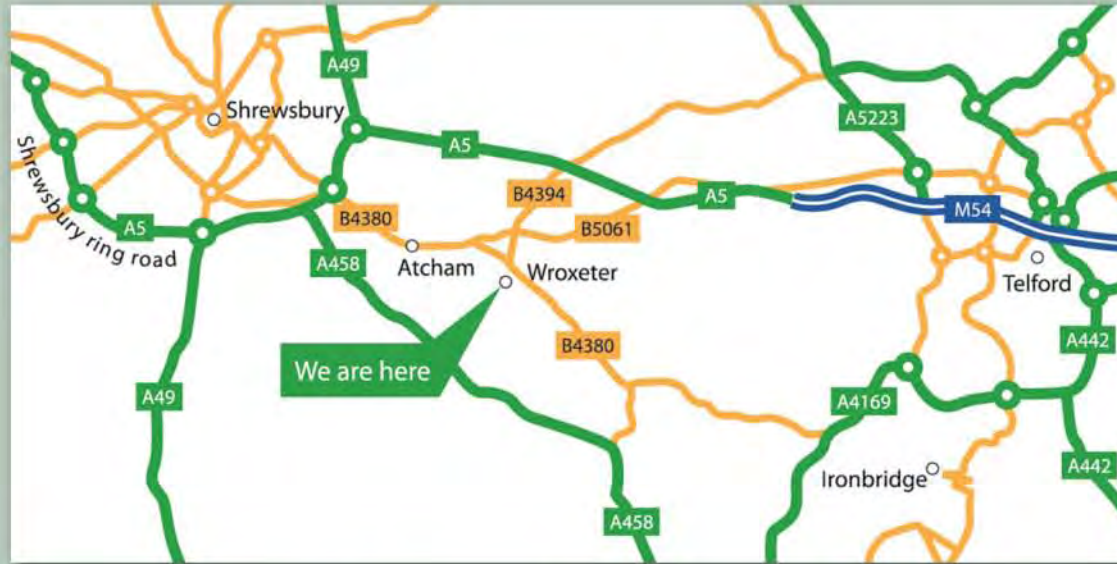 A49
Shrewsbury
A5
A5223
B4394
A5
M54
Shrewsbury ring road
A5
B4380
B5061
A458
Atcham
Wroxeter
Telford
We are here
B4380
A442
A49
A4169
Ironbridge
A442
A458